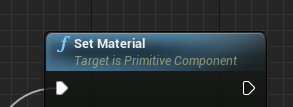 f Set Material
Target is Primitive Component